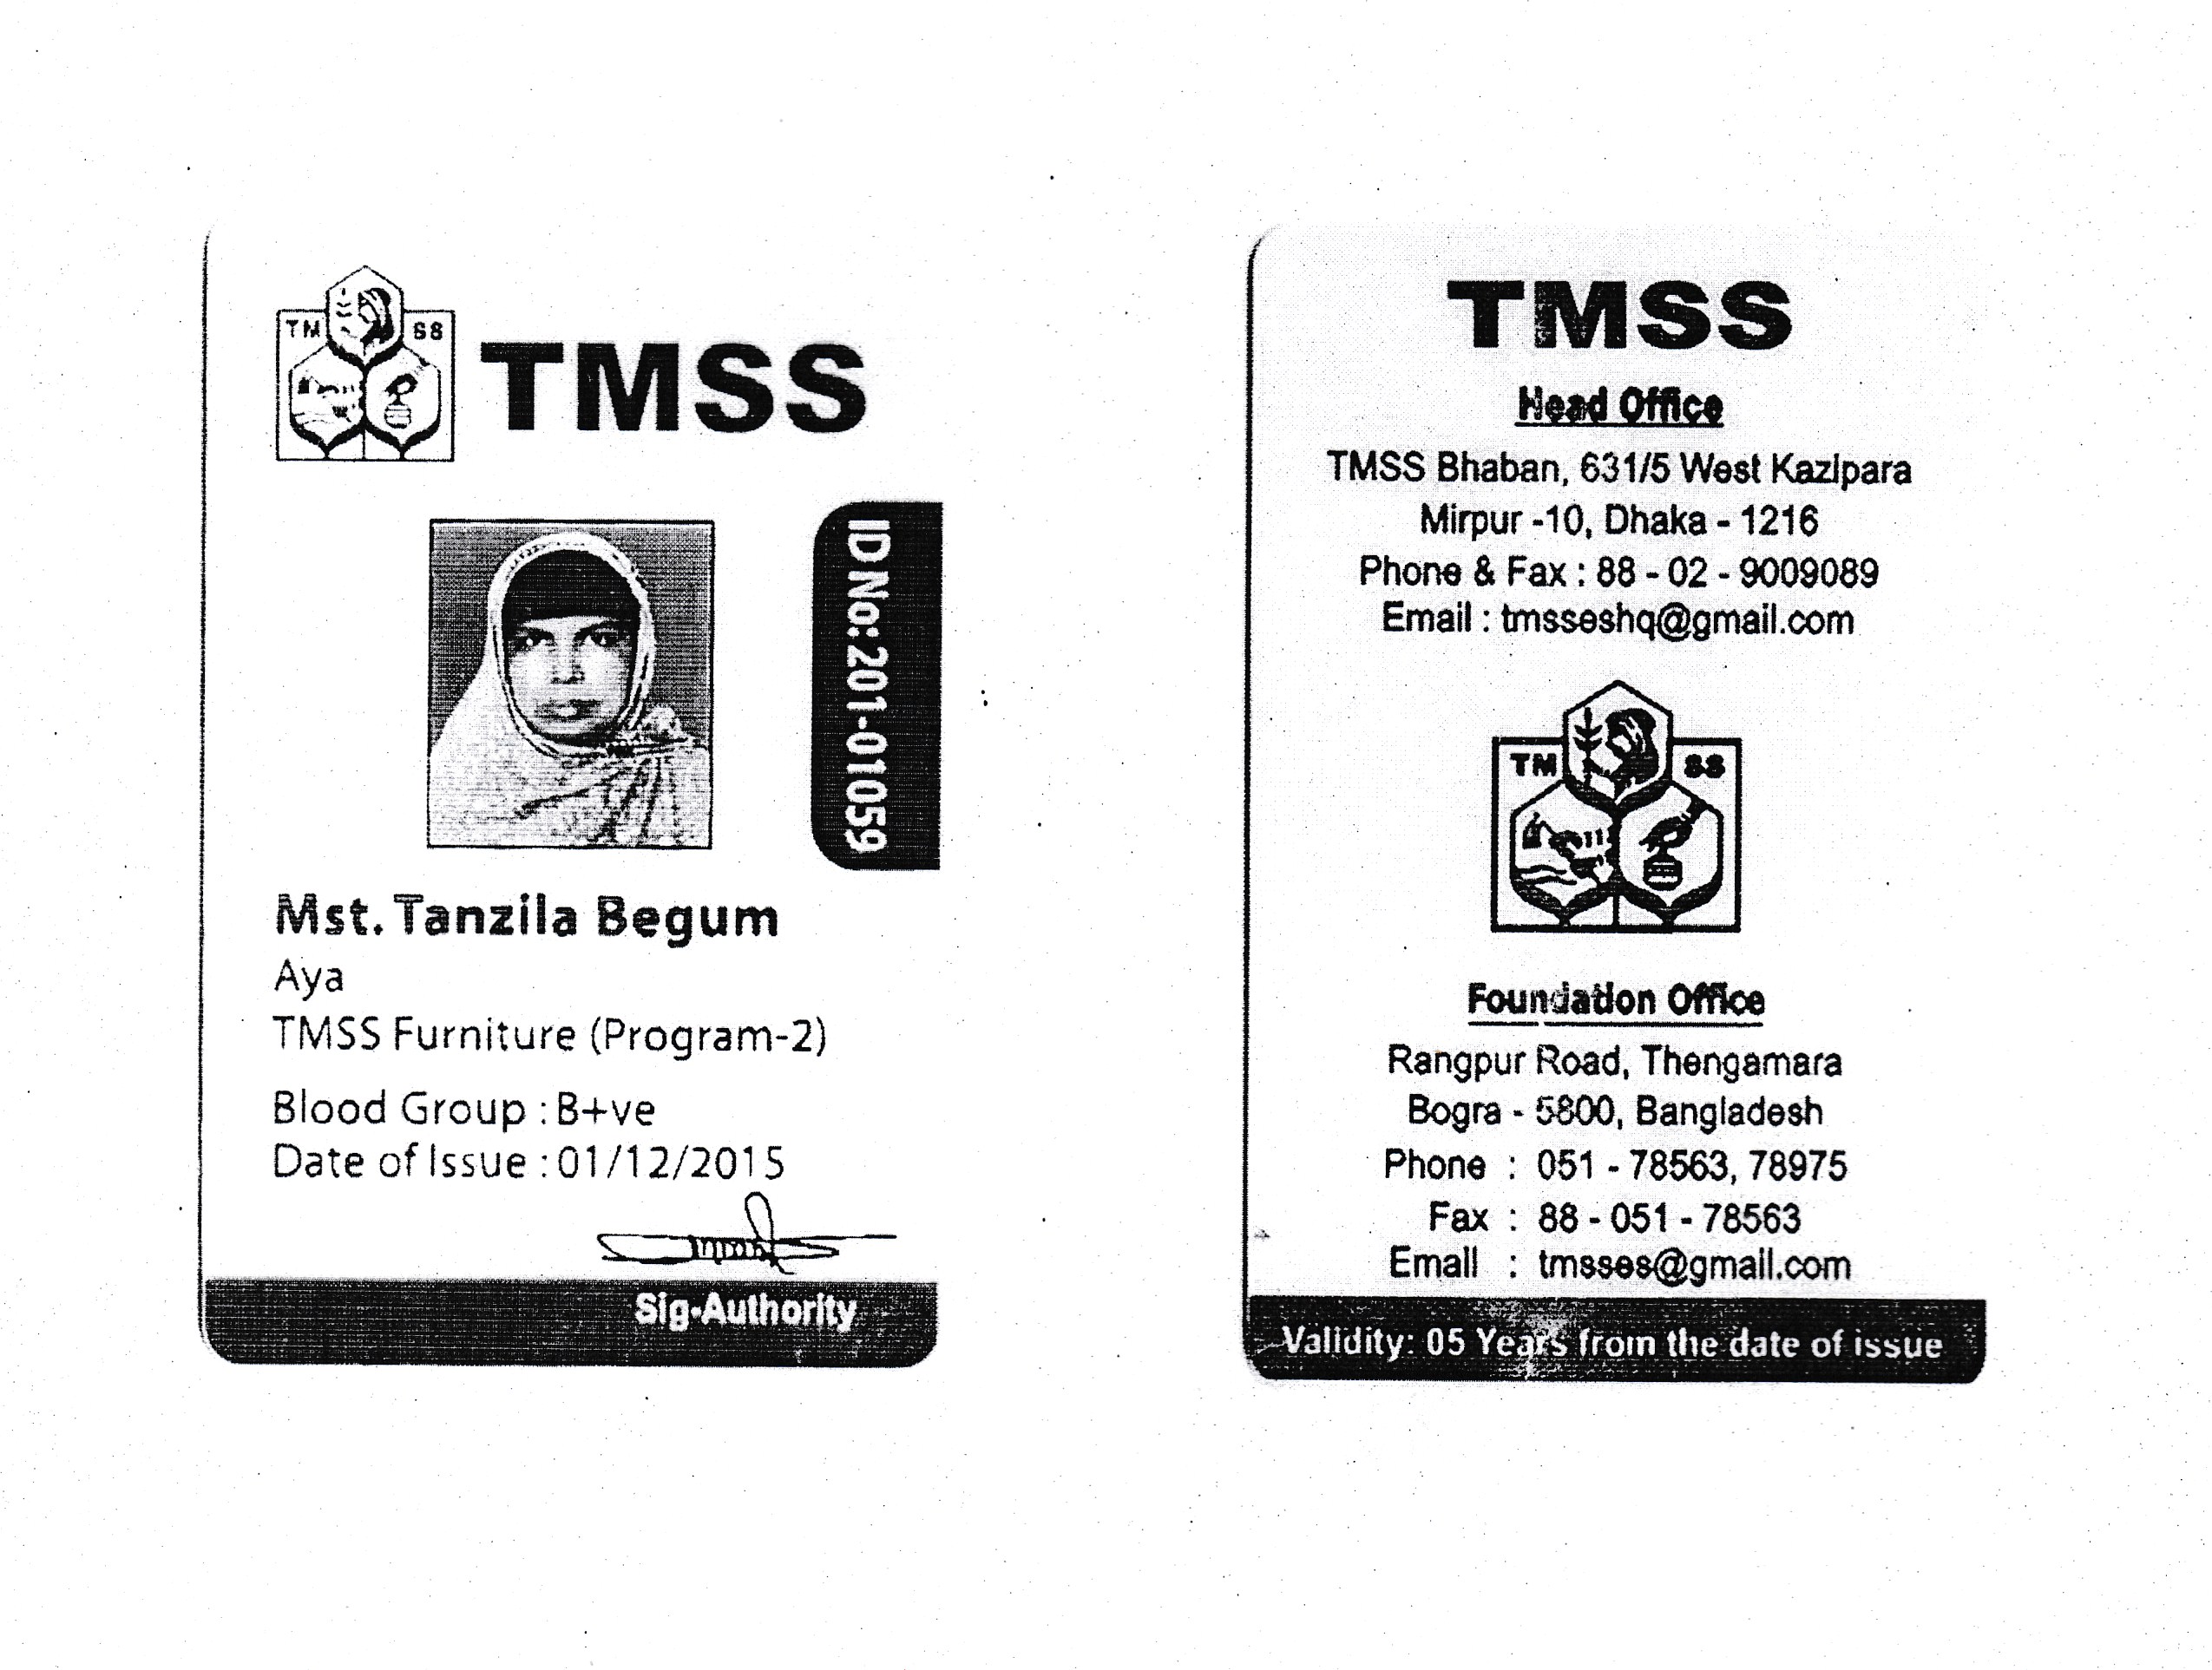 TM SS
TMSS
ID No:201-01059
Mst. Tanzila Begum
Aya
TMSS Furniture (Program-2)
Blood Group : B+ve
Date of Issue : 01/12/2015
Sig-Authority
TMSS
Head Office
TMSS Bhaban, 631/5 West Kazipara
Mirpur -10, Dhaka - 1216
Phone & Fax : 88 - 02 - 9009089
Email : tmsseshq@gmail.com
TM SS
Foundation Office
Rangpur Road, Thengamara
Bogra - 5800, Bangladesh
Phone : 051 - 78563, 78975
Fax : 88 - 051 - 78563
Email : tmsses@gmail.com
Validity: 05 Years from the date of issue